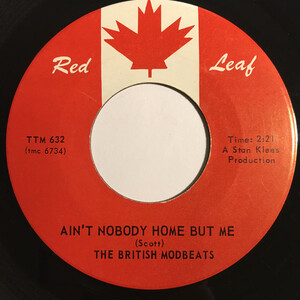 Red Leaf
TTM 632
(tmc 6734)
Time: 2:21
A Stan Klees
Production
AIN'T NOBODY HOME BUT ME
(Scott)
THE BRITISH MODBEATS